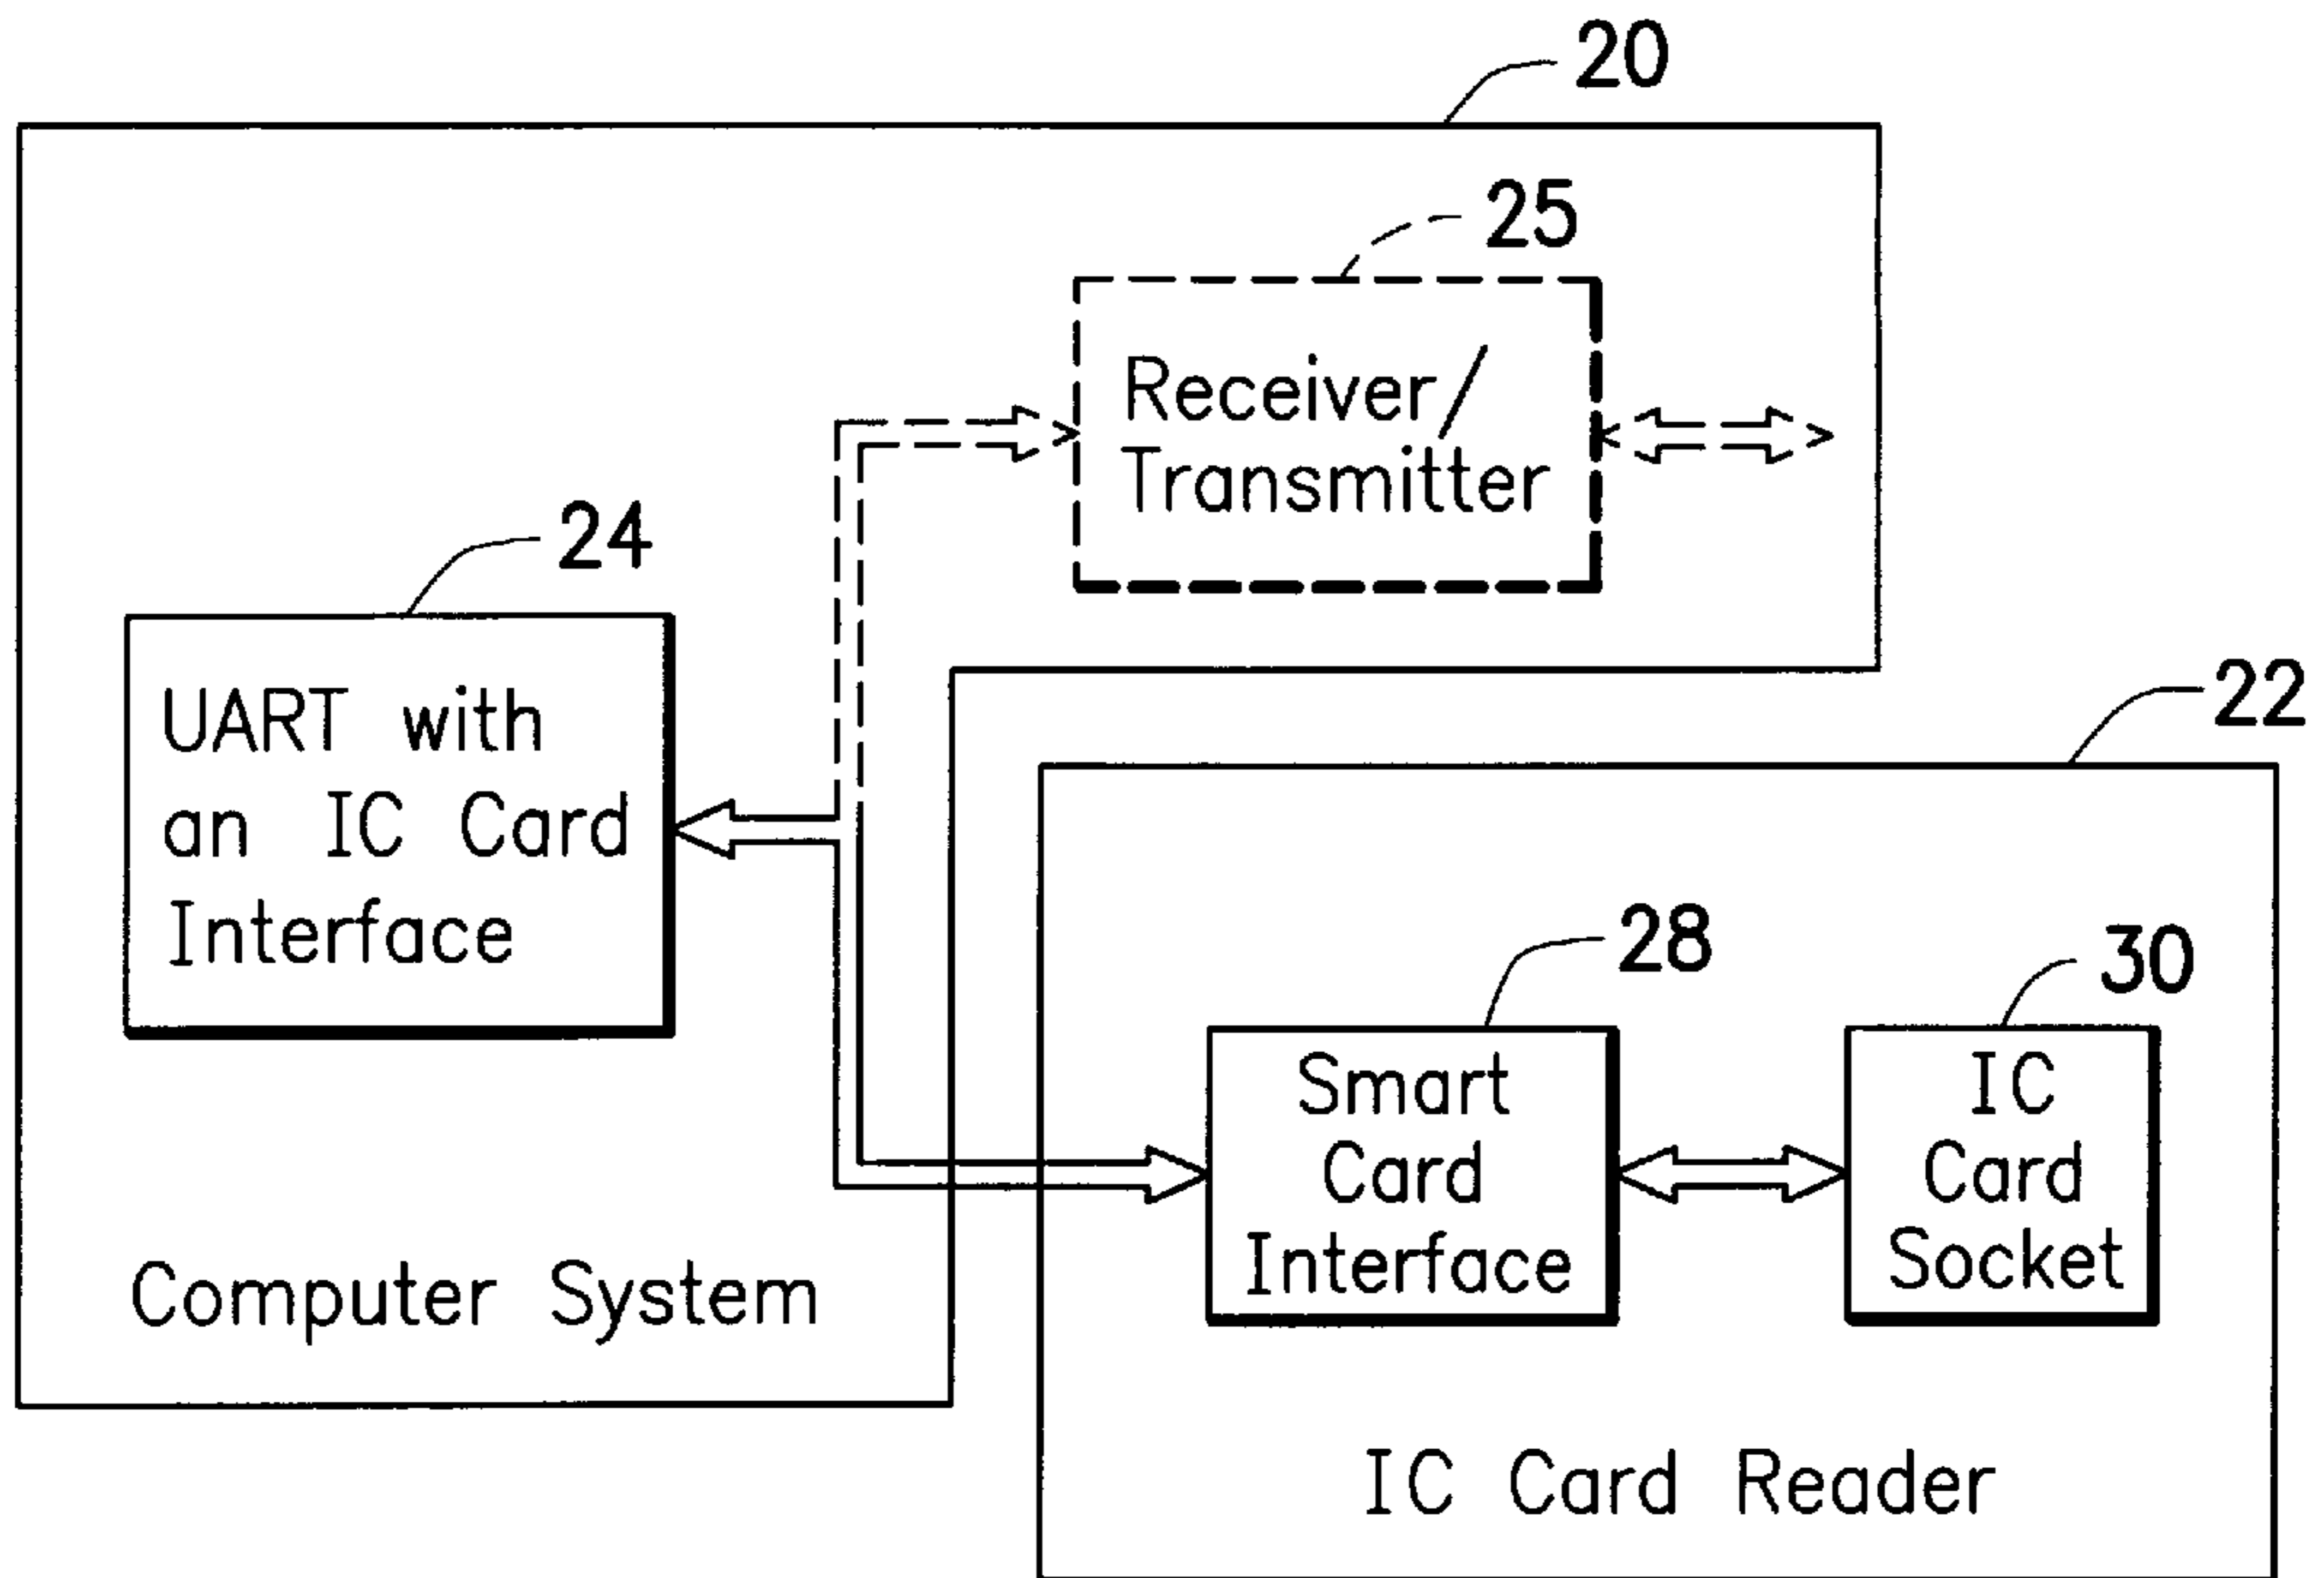 20
25
Receiver/
Transmitter
24
UART with
an IC Card
Interface
22
28
30
Smart
Card
Interface
IC
Card
Socket
Computer System
IC Card Reader